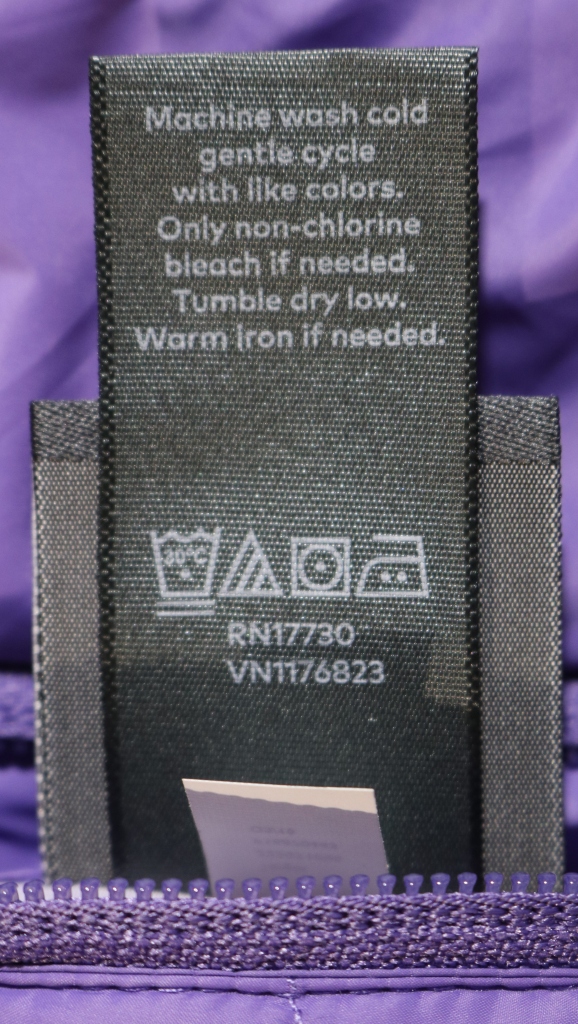 Machine wash cold
gentle cycle
with like colors.
Only non-chlorine
bleach if needed.
Tumble dry low.
Warm iron if needed.
RN17730
VN1176823